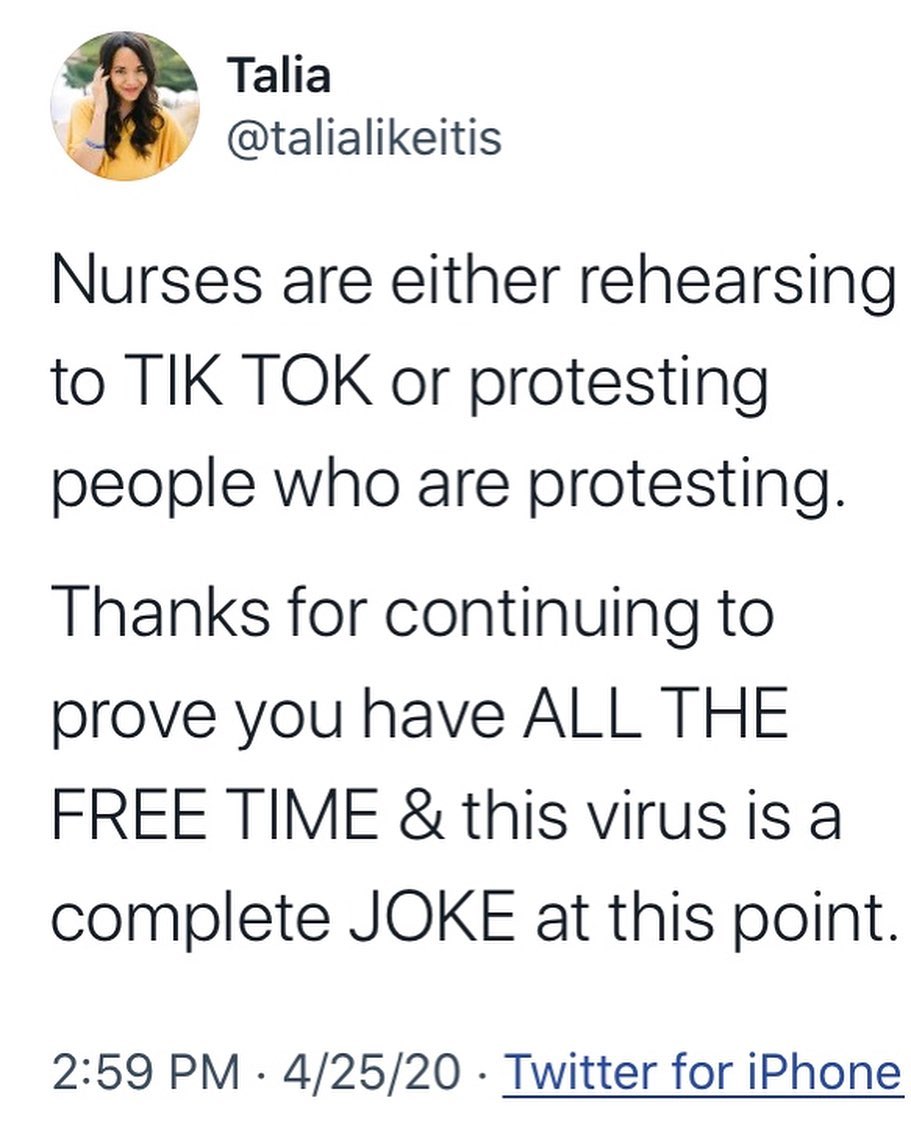 Talia
@talialikeitis
Nurses are either rehearsing
to TIK TOK or protesting
people who are protesting.
Thanks for continuing to
prove you have ALL THE
FREE TIME & this virus is a
complete JOKE at this point.
2:59 PM · 4/25/20 · Twitter for iPhone